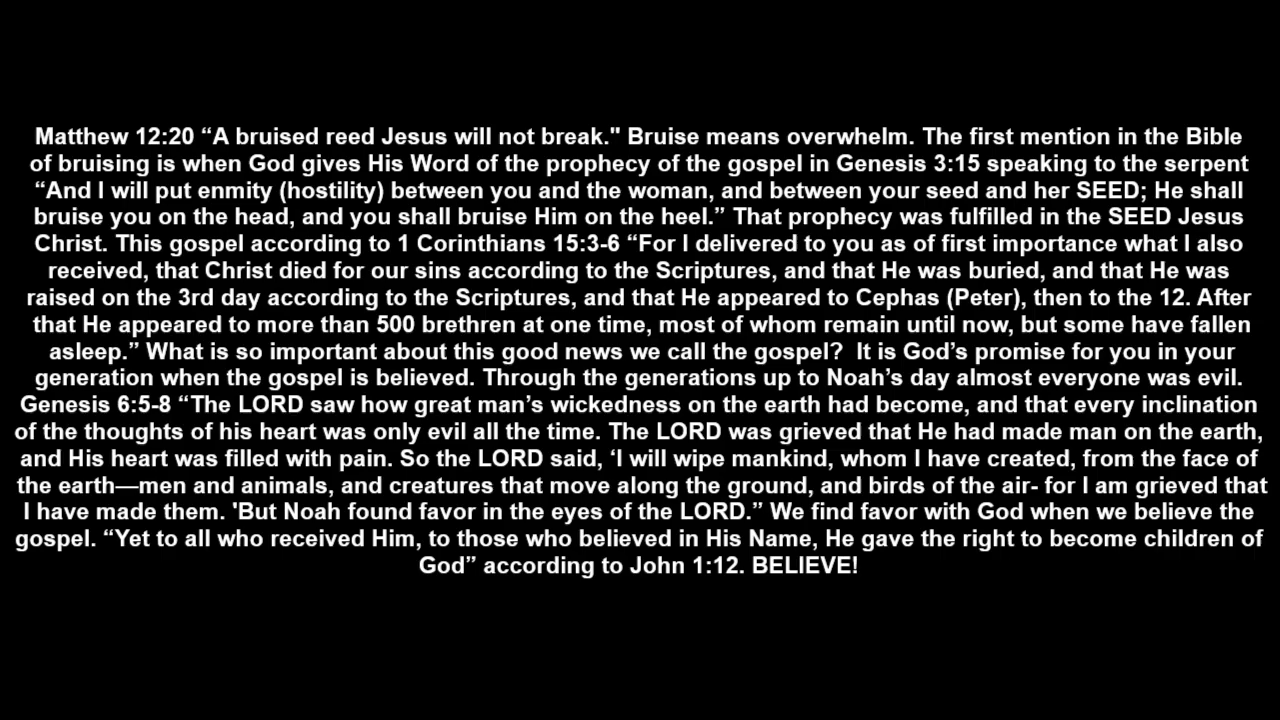 Matthew 12:20 “A bruised reed Jesus will not break." Bruise means overwhelm. The first mention in the Bible
of bruising is when God gives His Word of the prophecy of the gospel in Genesis 3:15 speaking to the serpent
“And I will put enmity (hostility) between you and the woman, and between your seed and her SEED; He shall
bruise you on the head, and you shall bruise Him on the heel.” That prophecy was fulfilled in the SEED Jesus
Christ. This gospel according to 1 Corinthians 15:3-6 “For I delivered to you as of first importance what I also
received, that Christ died for our sins according to the Scriptures, and that He was buried, and that He was
raised on the 3rd day according to the Scriptures, and that He appeared to Cephas (Peter), then to the 12. After
that He appeared to more than 500 brethren at one time, most of whom remain until now, but some have fallen
asleep.” What is so important about this good news we call the gospel?  It is God’s promise for you in your
generation when the gospel is believed. Through the generations up to Noah’s day almost everyone was evil.
Genesis 6:5-8 “The LORD saw how great man’s wickedness on the earth had become, and that every inclination
of the thoughts of his heart was only evil all the time. The LORD was grieved that He had made man on the earth,
and His heart was filled with pain. So the LORD said, ‘I will wipe mankind, whom I have created, from the face of
the earth—men and animals, and creatures that move along the ground, and birds of the air- for I am grieved that
I have made them. 'But Noah found favor in the eyes of the LORD.” We find favor with God when we believe the
gospel. “Yet to all who received Him, to those who believed in His Name, He gave the right to become children of
God” according to John 1:12. BELIEVE!